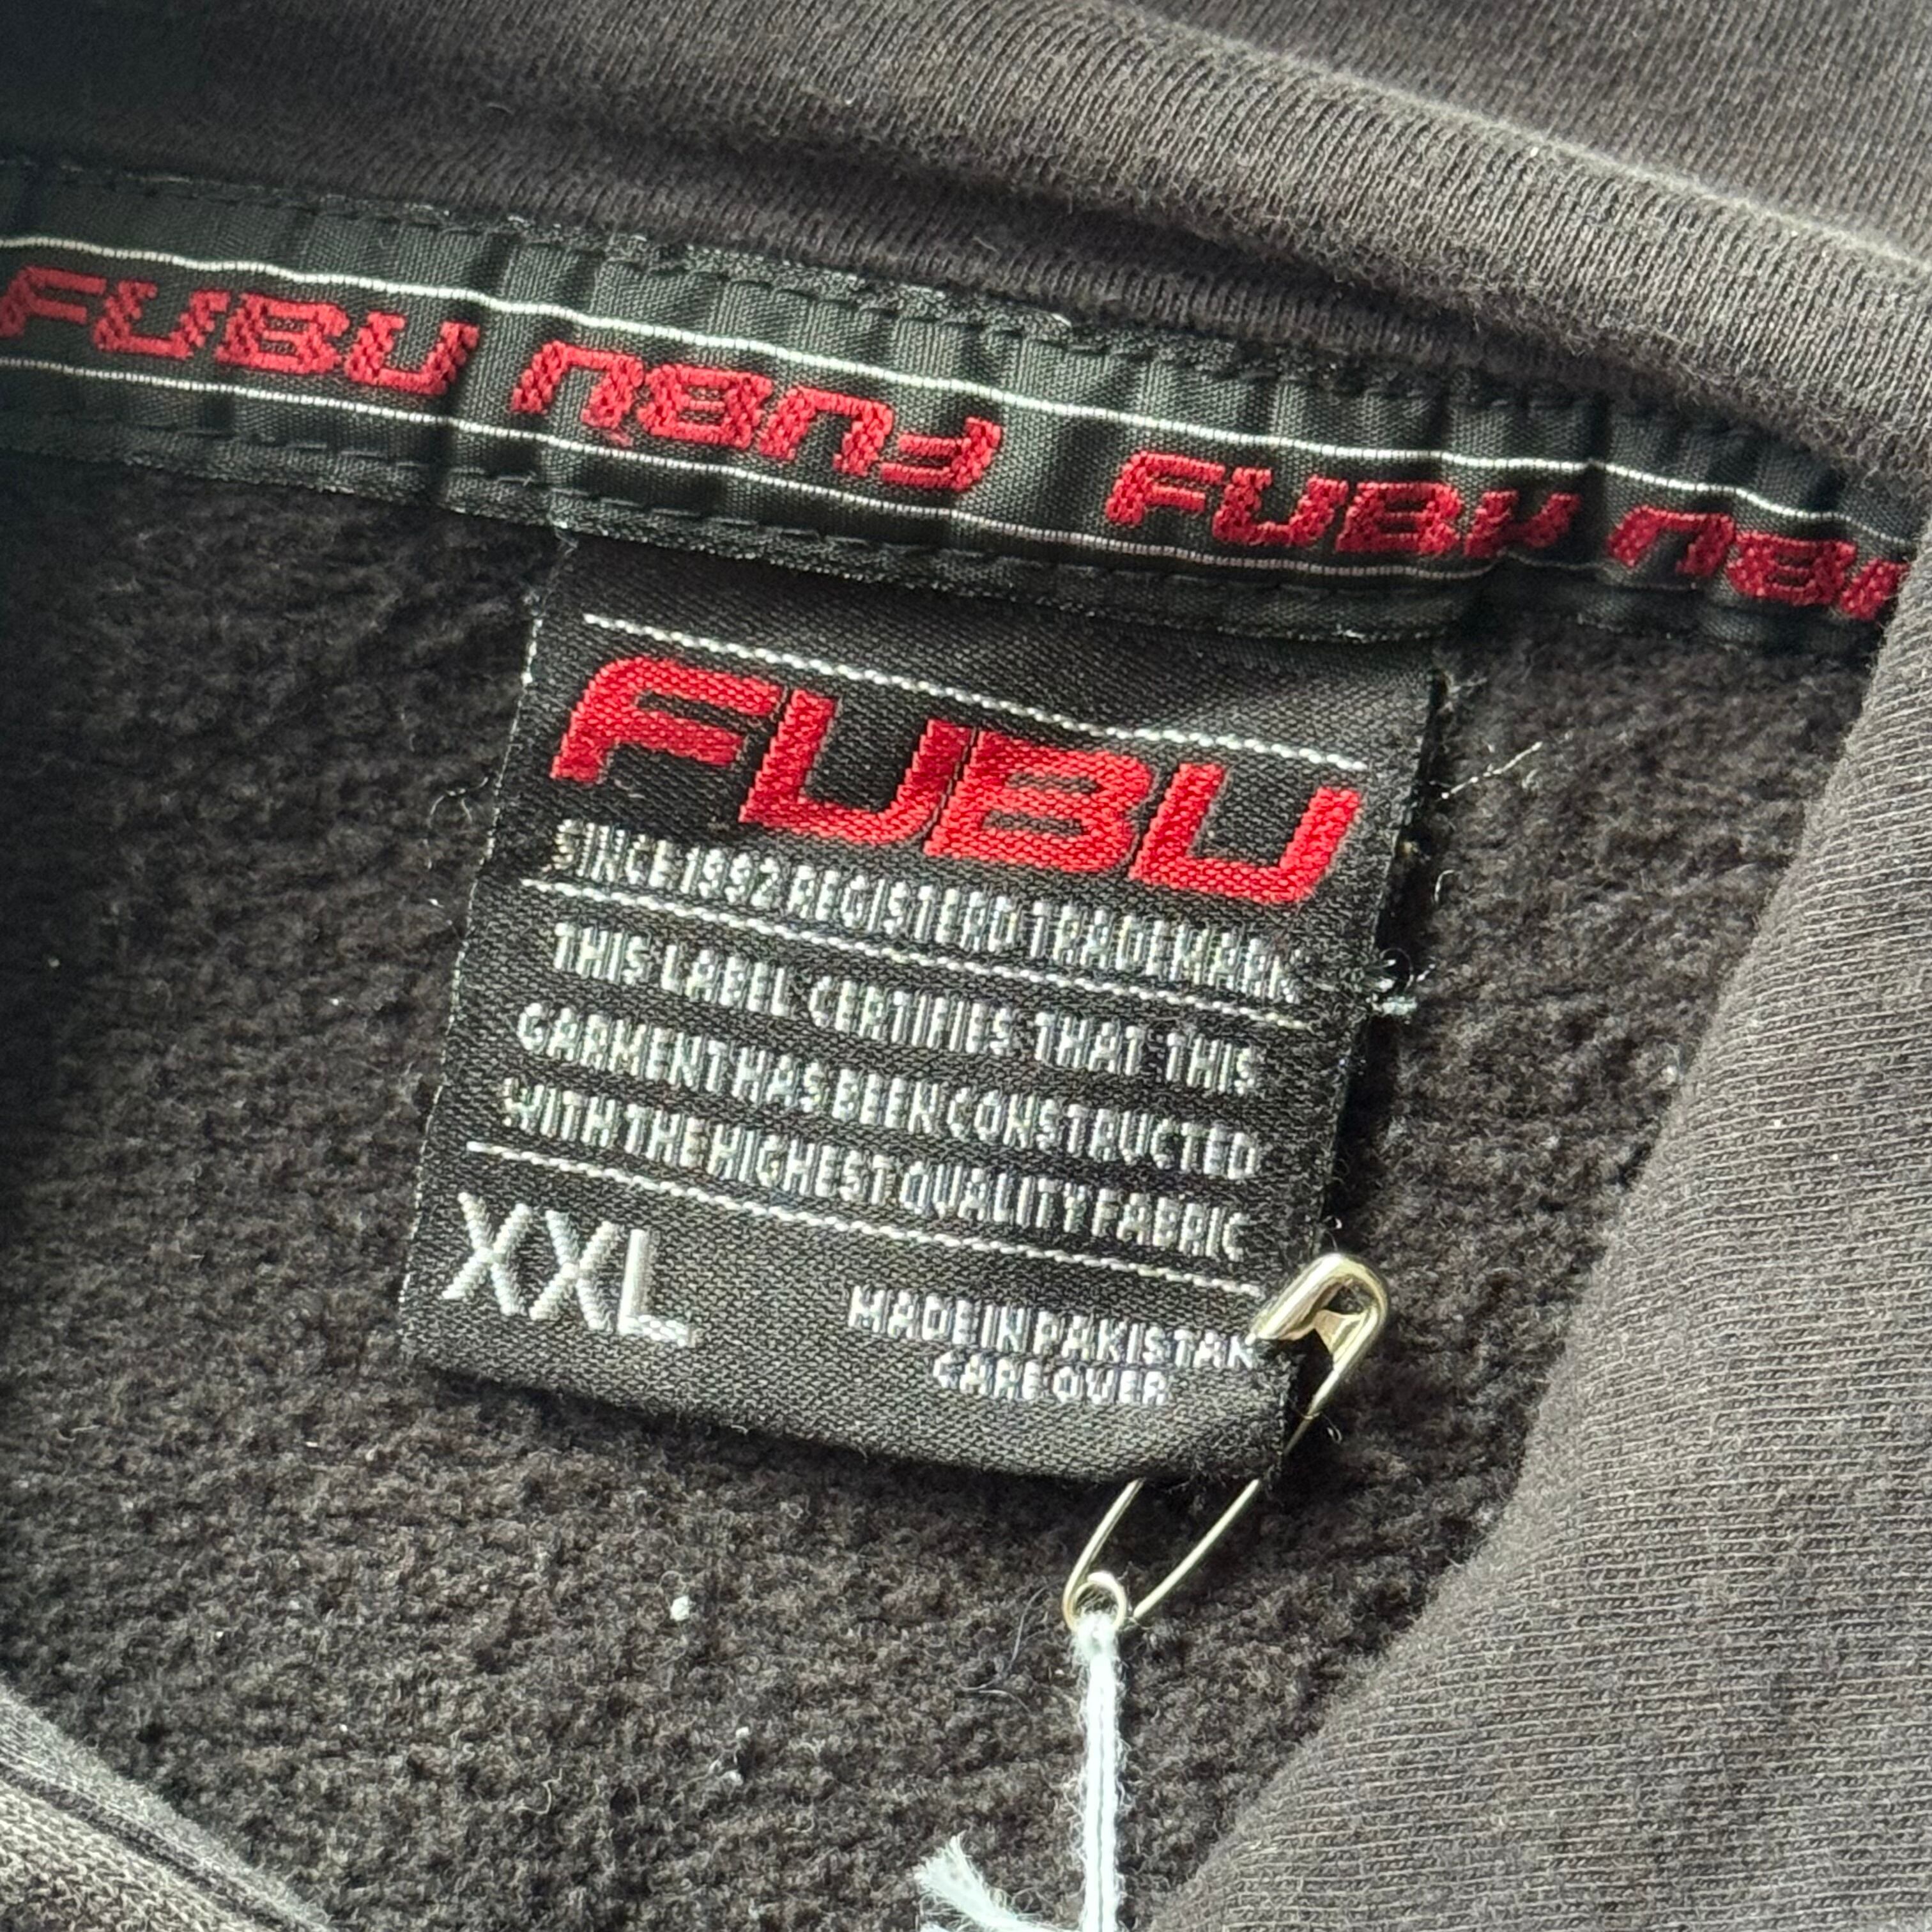 FUBU FUBU FUBU FUBU
FUBU
SINCE 1992 REGISTERD TRADEMARK
THIS LABEL CERTIFIES THAT THIS
GARMENT HAS BEEN CONSTRUCTED
WITH THE HIGHEST QUALITY FABRIC
XXL
MADE IN PAKISTAN
CARE OVER